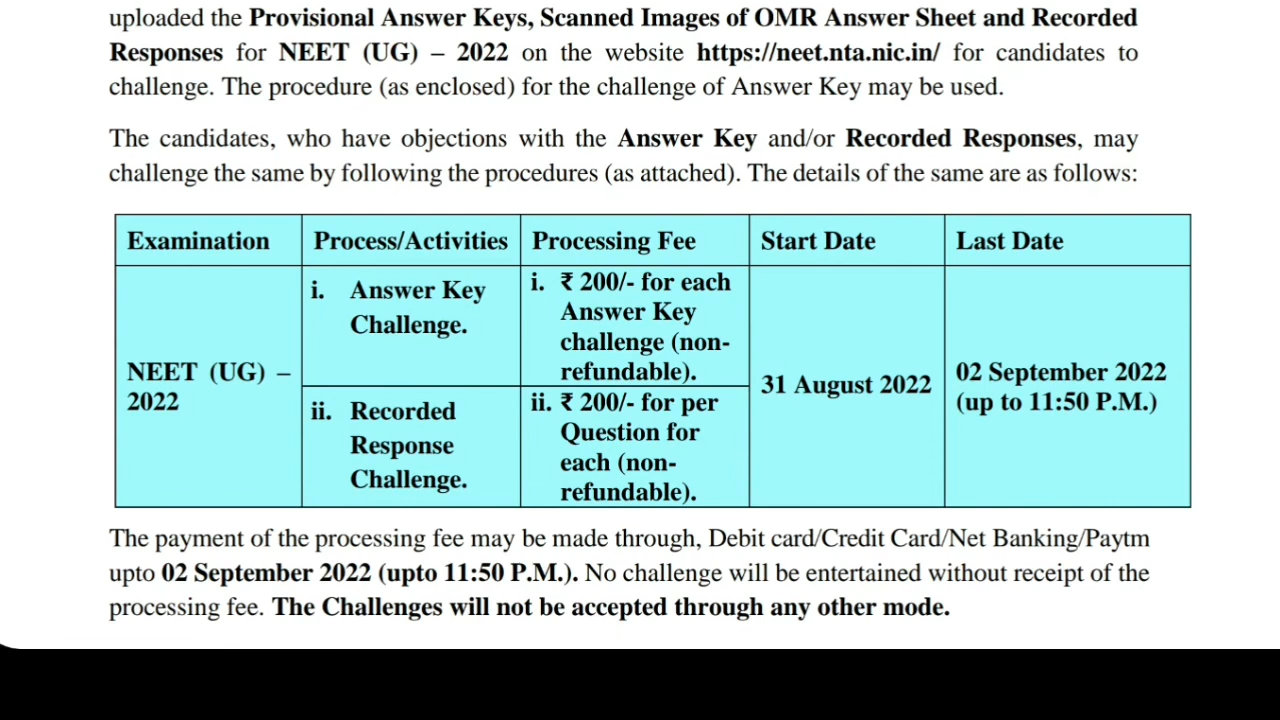 uploaded the Provisional Answer Keys, Scanned Images of OMR Answer Sheet and Recorded
Responses for NEET (UG) – 2022 on the website https://neet.nta.nic.in/ for candidates to
challenge. The procedure (as enclosed) for the challenge of Answer Key may be used.
The candidates, who have objections with the Answer Key and/or Recorded Responses, may
challenge the same by following the procedures (as attached). The details of the same are as follows:
Examination Process/Activities Processing Fee Start Date Last Date
NEET (UG) –
2022
i. Answer Key
Challenge.
i. ₹ 200/- for each
Answer Key
challenge (non-
refundable).
ii. Recorded
Response
Challenge.
ii. ₹ 200/- for per
Question for
each (non-
refundable).
31 August 2022
02 September 2022
(up to 11:50 P.M.)
The payment of the processing fee may be made through, Debit card/Credit Card/Net Banking/Paytm
upto 02 September 2022 (upto 11:50 P.M.). No challenge will be entertained without receipt of the
processing fee. The Challenges will not be accepted through any other mode.